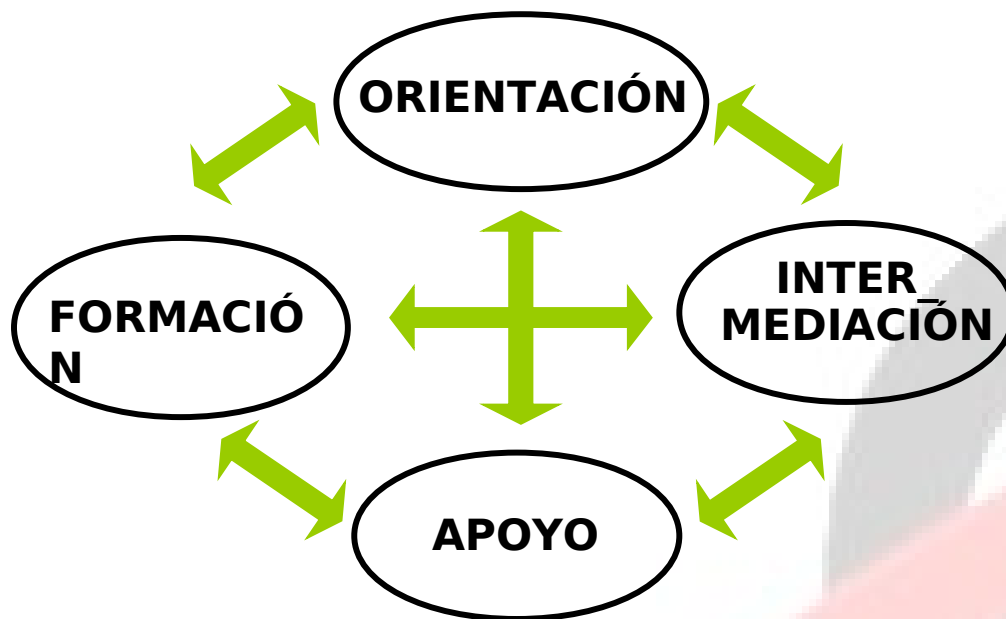 ORIENTACIÓN
FORMACIÓ
N
INTER_
MEDIACIÓN
APOYO